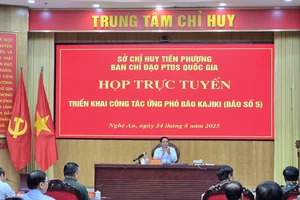 TRUNG TÂM CHỈ HUY
SỞ CHỈ HUY TIỀN PHƯƠNG
BAN CHỈ ĐẠO PTDS QUỐC GIA
HỌP TRỰC TUYẾN
TRIỂN KHAI CÔNG TÁC ỨNG PHÓ BÃO KAJIKI (BÃO SỐ 5)
Nghệ An, ngày 24 tháng 8 năm 2025